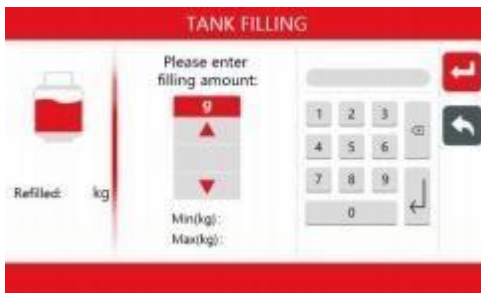 TANK FILLING
Please enter
filling amount:
g
Refilled: kg
Min(kg):
Max(kg):
1 2 3
4 5 6
7 8 9
0